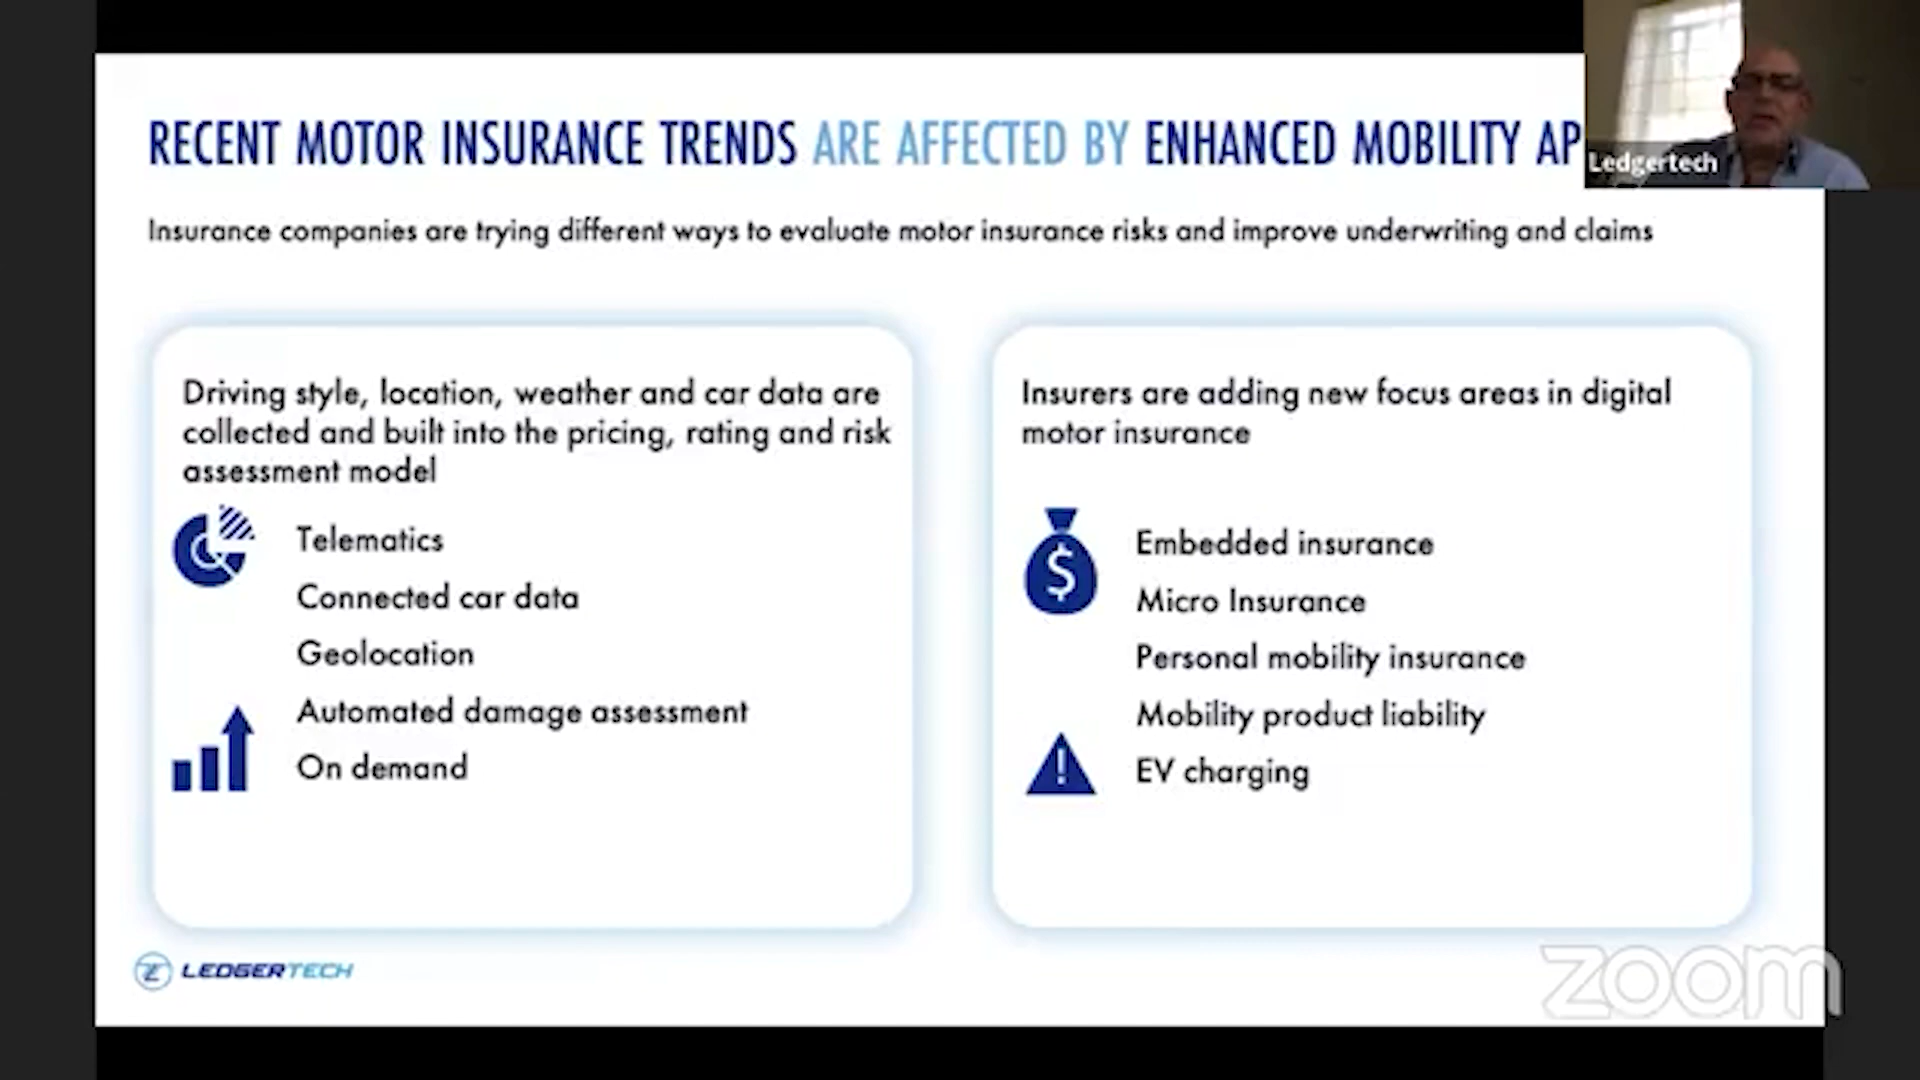 RECENT MOTOR INSURANCE TRENDS ARE AFFECTED BY ENHANCED MOBILITY AP
Ledgertech
Insurance companies are trying different ways to evaluate motor insurance risks and improve underwriting and claims
Driving style, location, weather and car data are
collected and built into the pricing, rating and risk
assessment model
Telematics
Connected car data
Geolocation
Automated damage assessment
On demand
Insurers are adding new focus areas in digital
motor insurance
$
Embedded insurance
Micro Insurance
Personal mobility insurance
Mobility product liability
!
EV charging
LEDGERTECH
zoom